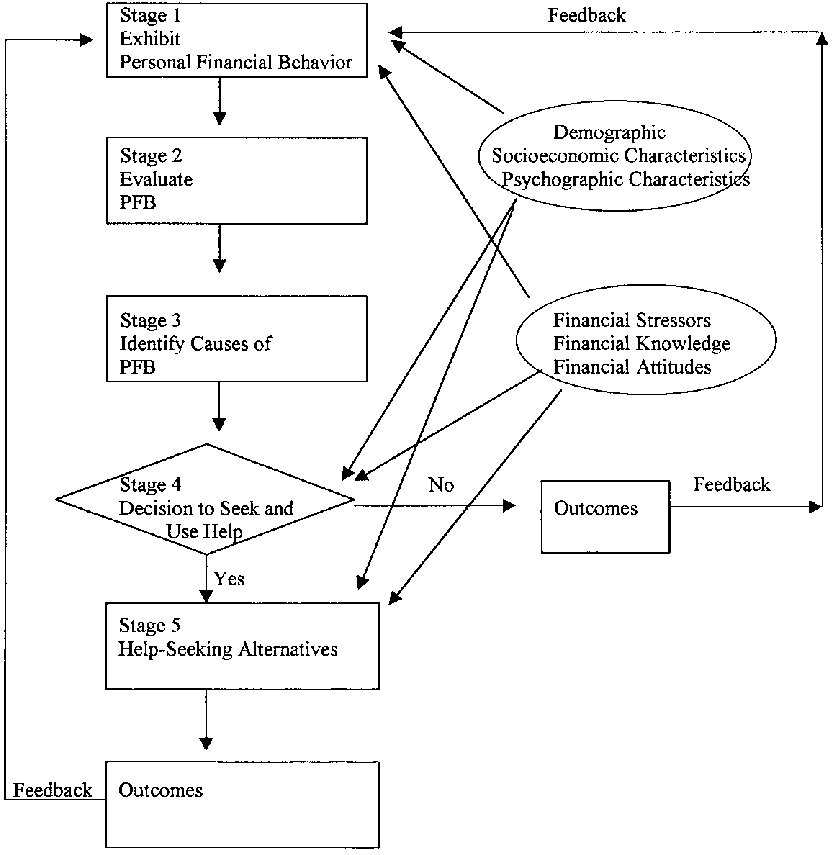 Stage 1
Exhibit
Personal Financial Behavior
Feedback
Demographic
Socioeconomic Characteristics
Psychographic Characteristics
Stage 2
Evaluate
PFB
Stage 3
Identify Causes of
PFB
Financial Stressors
Financial Knowledge
Financial Attitudes
Stage 4
Decision to Seek and
Use Help
No
Outcomes
Feedback
Yes
Stage 5
Help-Seeking Alternatives
Feedback
Outcomes